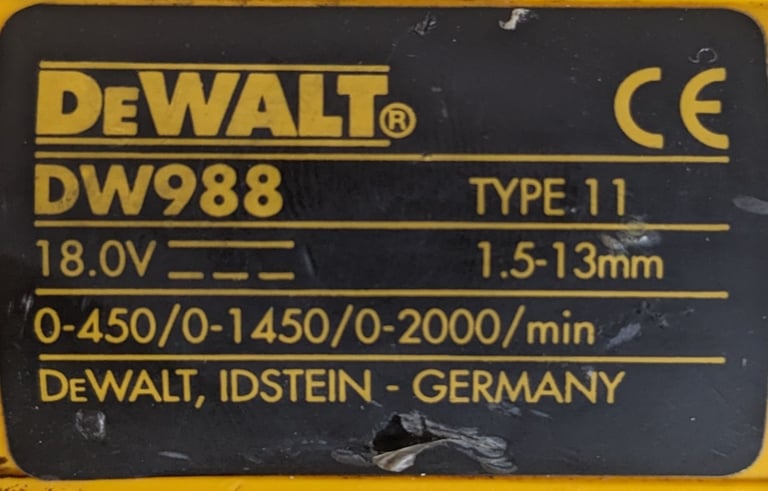 DEWALT® CE
DW988 TYPE 11
18.0V ⎓ 1.5-13mm
0-450/0-1450/0-2000/min
DEWALT, IDSTEIN - GERMANY